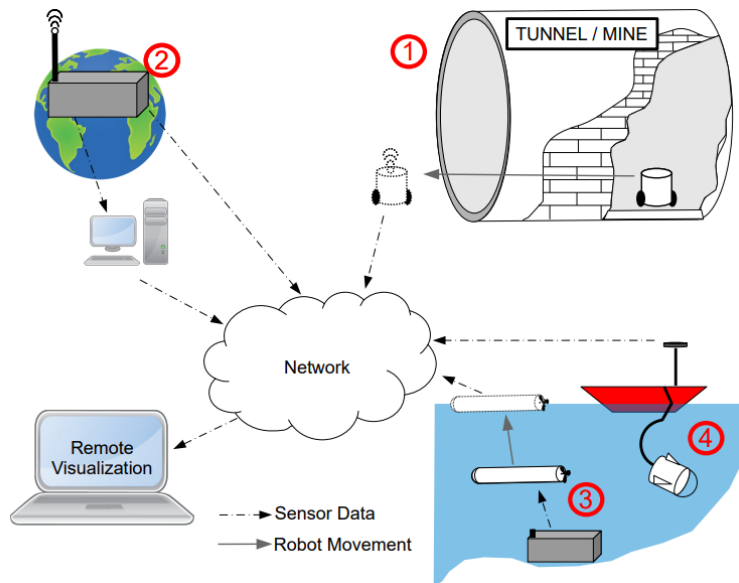 2
1
TUNNEL / MINE
Network
Remote
Visualization
4
3
Sensor Data
Robot Movement